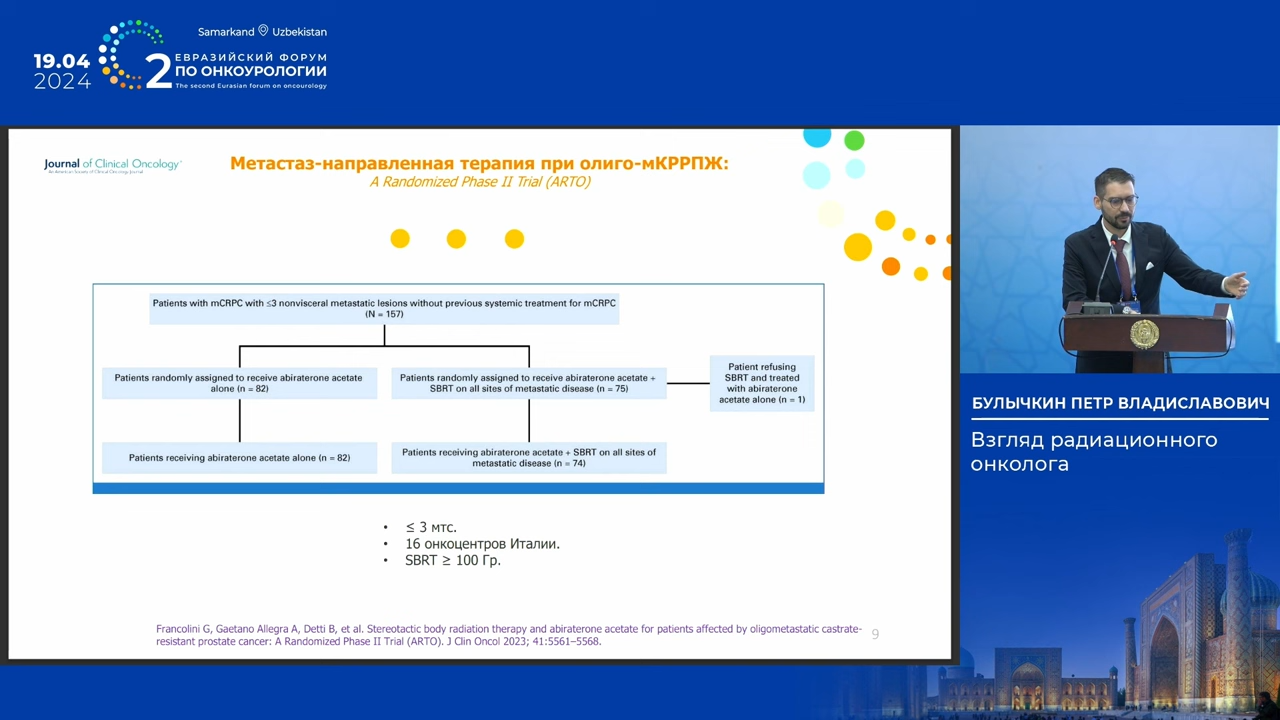 Samarkand Uzbekistan
19.04
2024
2
ЕВРАЗИЙСКИЙ ФОРУМ
ПО ОНКОУРОЛОГИИ
The second Eurasian forum on oncourology
Journal of Clinical Oncology
An American Society of Clinical Oncology Journal
Метастаз-направленная терапия при олиго-мКРРПЖ:
A Randomized Phase II Trial (ARTO)
Patients with mCRPC with ≤3 nonvisceral metastatic lesions without previous systemic treatment for mCRPC
(N = 157)
Patients randomly assigned to receive abiraterone acetate
alone (n = 82)
Patients randomly assigned to receive abiraterone acetate +
SBRT on all sites of metastatic disease (n = 75)
Patient refusing
SBRT and treated
with abiraterone
acetate alone (n = 1)
Patients receiving abiraterone acetate alone (n = 82)
Patients receiving abiraterone acetate + SBRT on all sites of
metastatic disease (n = 74)
• ≤ 3 мтс.
• 16 онкоцентров Италии.
• SBRT ≥ 100 Гр.
Francolini G, Gaetano Allegra A, Detti B, et al. Stereotactic body radiation therapy and abiraterone acetate for patients affected by oligometastatic castrate-
resistant prostate cancer: A Randomized Phase II Trial (ARTO). J Clin Oncol 2023; 41:5561–5568.
9
БУЛЫЧКИН ПЕТР ВЛАДИСЛАВОВИЧ
Взгляд радиационного
онколога